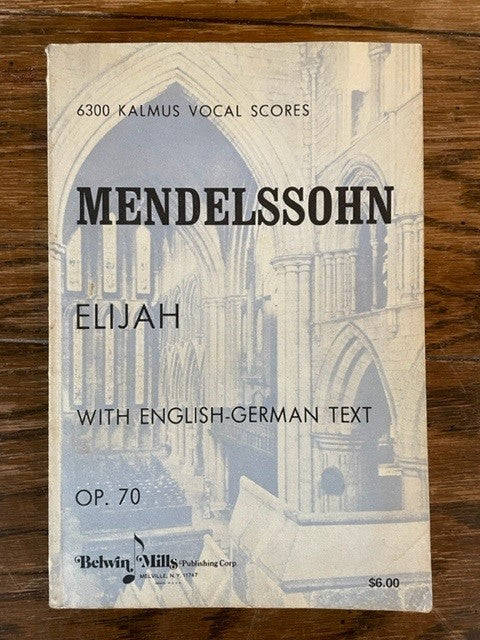 6300 KALMUS VOCAL SCORES
MENDELSSOHN
ELIJAH
WITH ENGLISH-GERMAN TEXT
OP. 70
Belwin Mills Publishing Corp.
MELVILLE, N.Y. 11747
$6.00